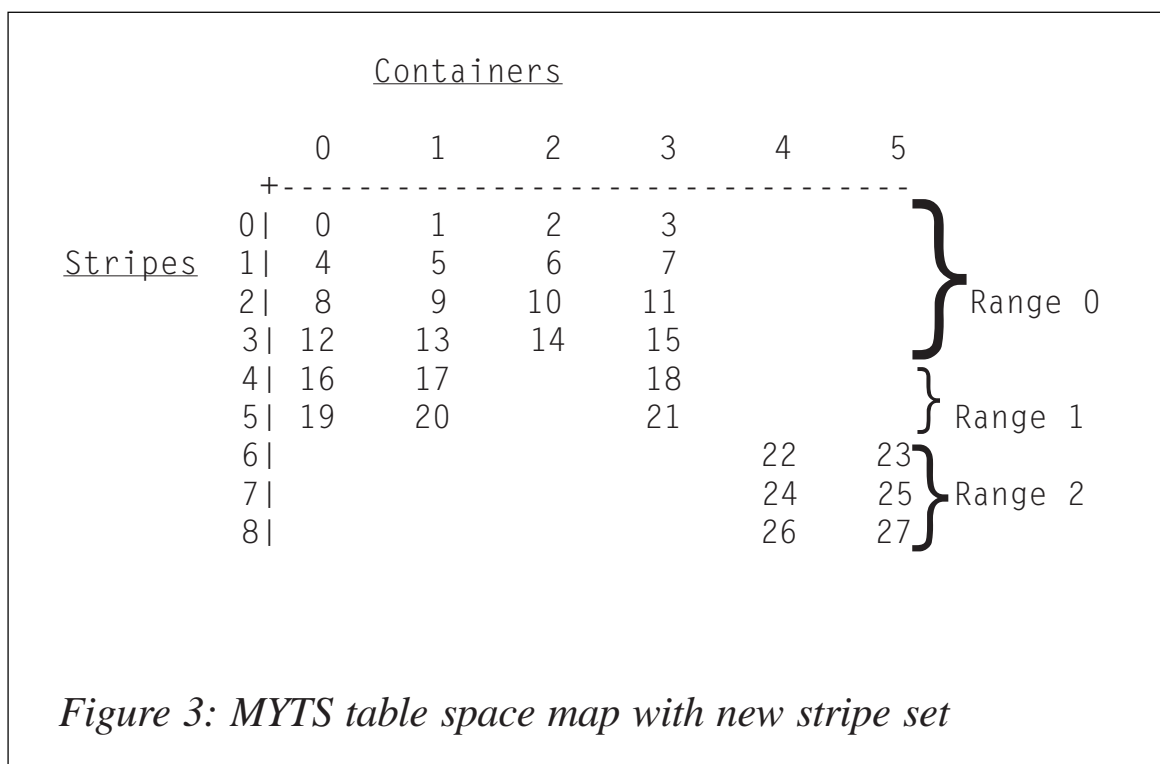 Containers
0 1 2 3 4 5
+- - - - - - - - - - - - - - - - - - - - - - - - - - - - - - - - -
0| 0 1 2 3
Stripes 1| 4 5 6 7
2| 8 9 10 11 Range 0
3| 12 13 14 15
4| 16 17 18
5| 19 20 21 Range 1
6| 22 23
7| 24 25 Range 2
8| 26 27
Figure 3: MYTS table space map with new stripe set